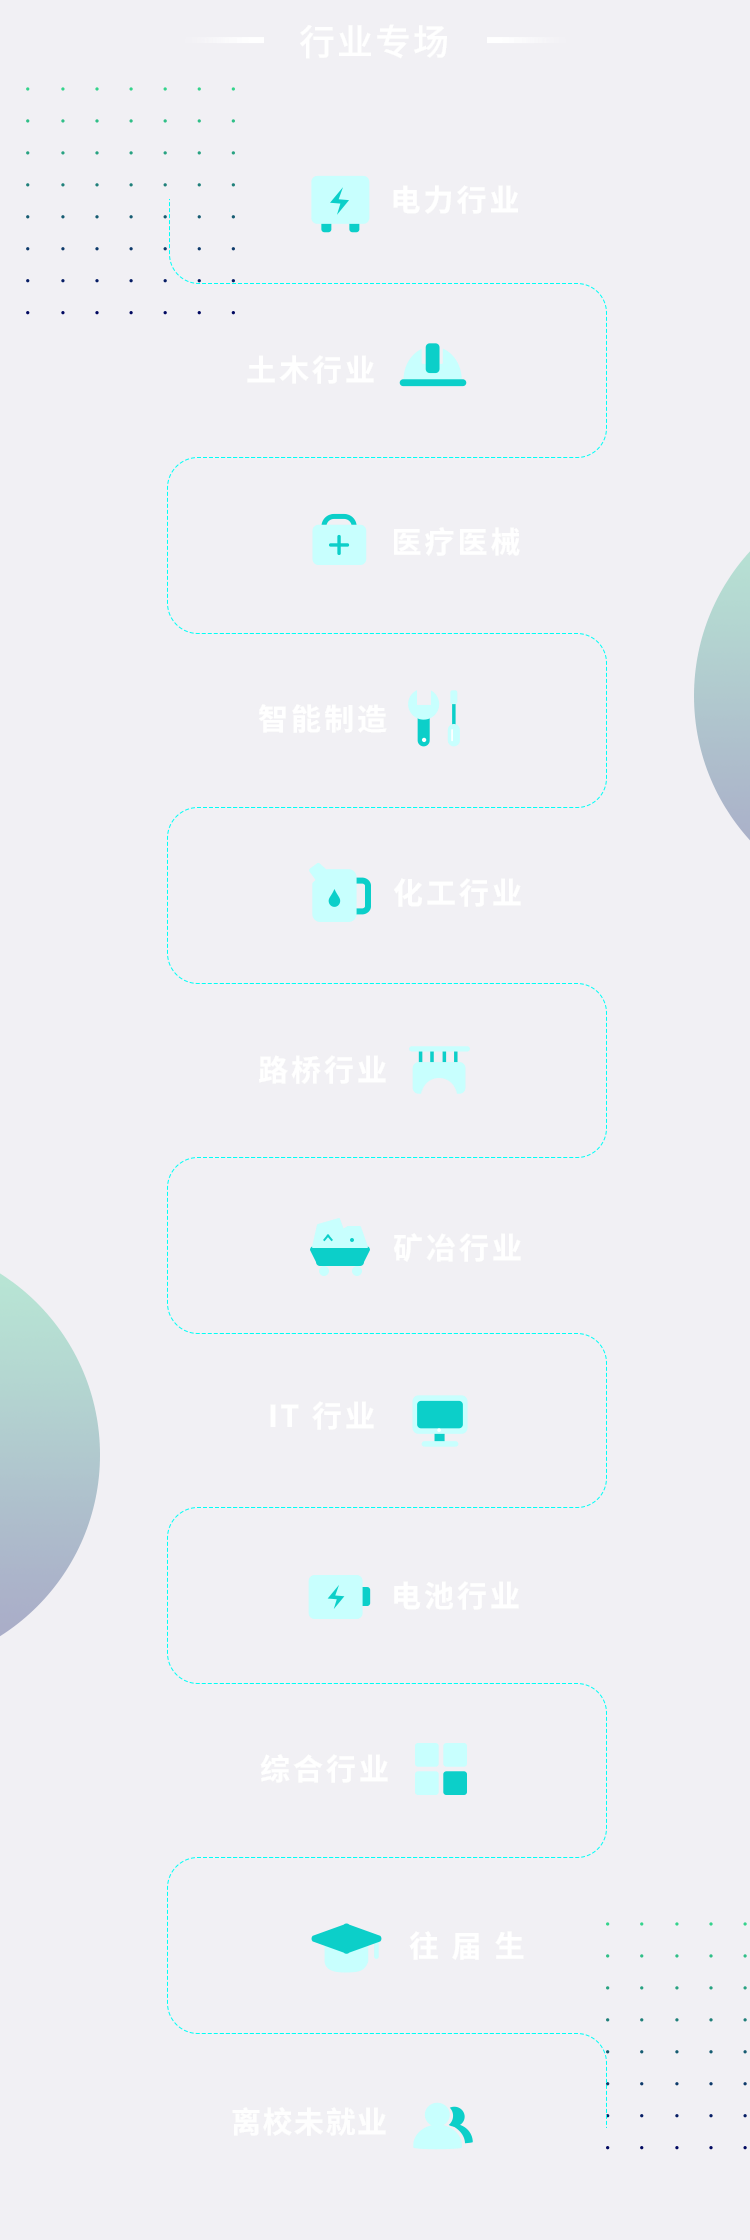 行业专场
电力行业
土木行业
医疗医械
智能制造
化工行业
路桥行业
矿冶行业
IT 行业
电池行业
综合行业
往 届 生
离校未就业